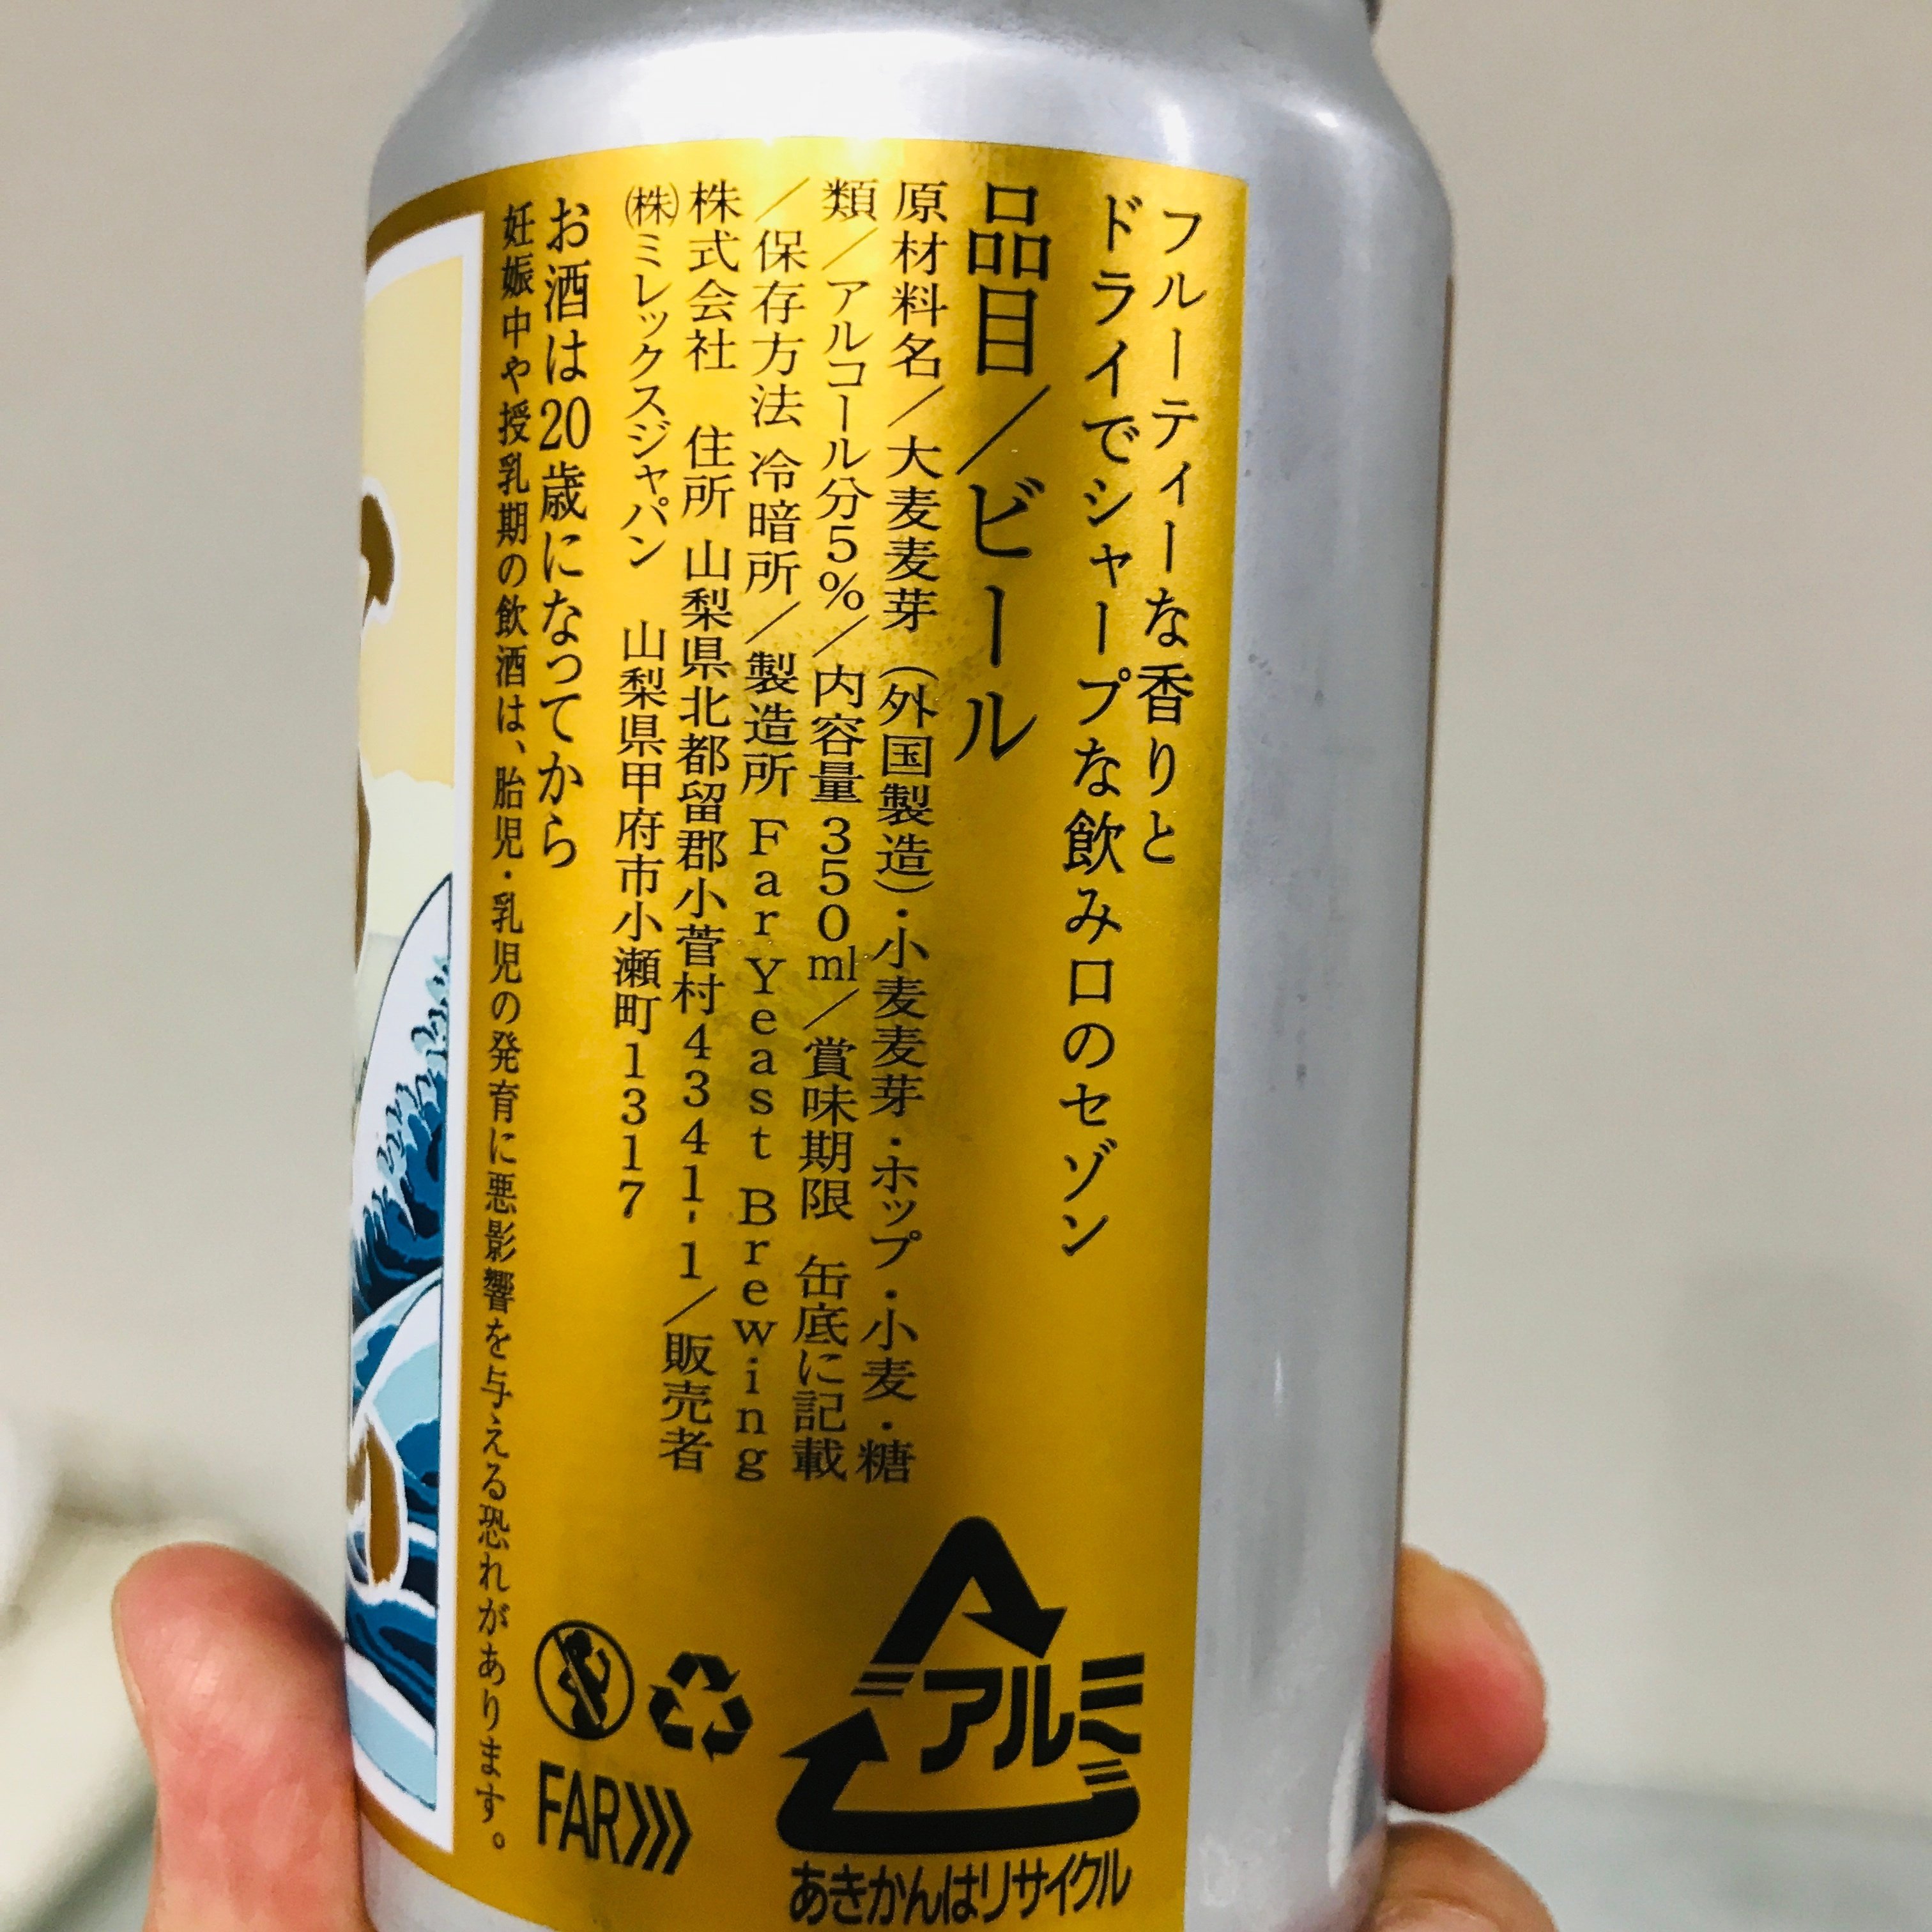 フルーティーな香りと
ドライでシャープな飲み口のセゾン
品目／ビール
原材料名／大麦麦芽（外国製造）・小麦麦芽・ホップ・小麦・糖
類／アルコール分5%／内容量350ml／賞味期限 缶底に記載
／保存方法 冷暗所／製造所 Far Yeast Brewing
株式会社 住所 山梨県北都留郡小菅村4341-1／販売者
㈱ミレックスジャパン 山梨県甲府市小瀬町1317
お酒は20歳になってから
妊娠中や授乳期の飲酒は、胎児・乳児の発育に悪影響を与える恐れがあります。
アルミ
あきかんはリサイクル
FAR